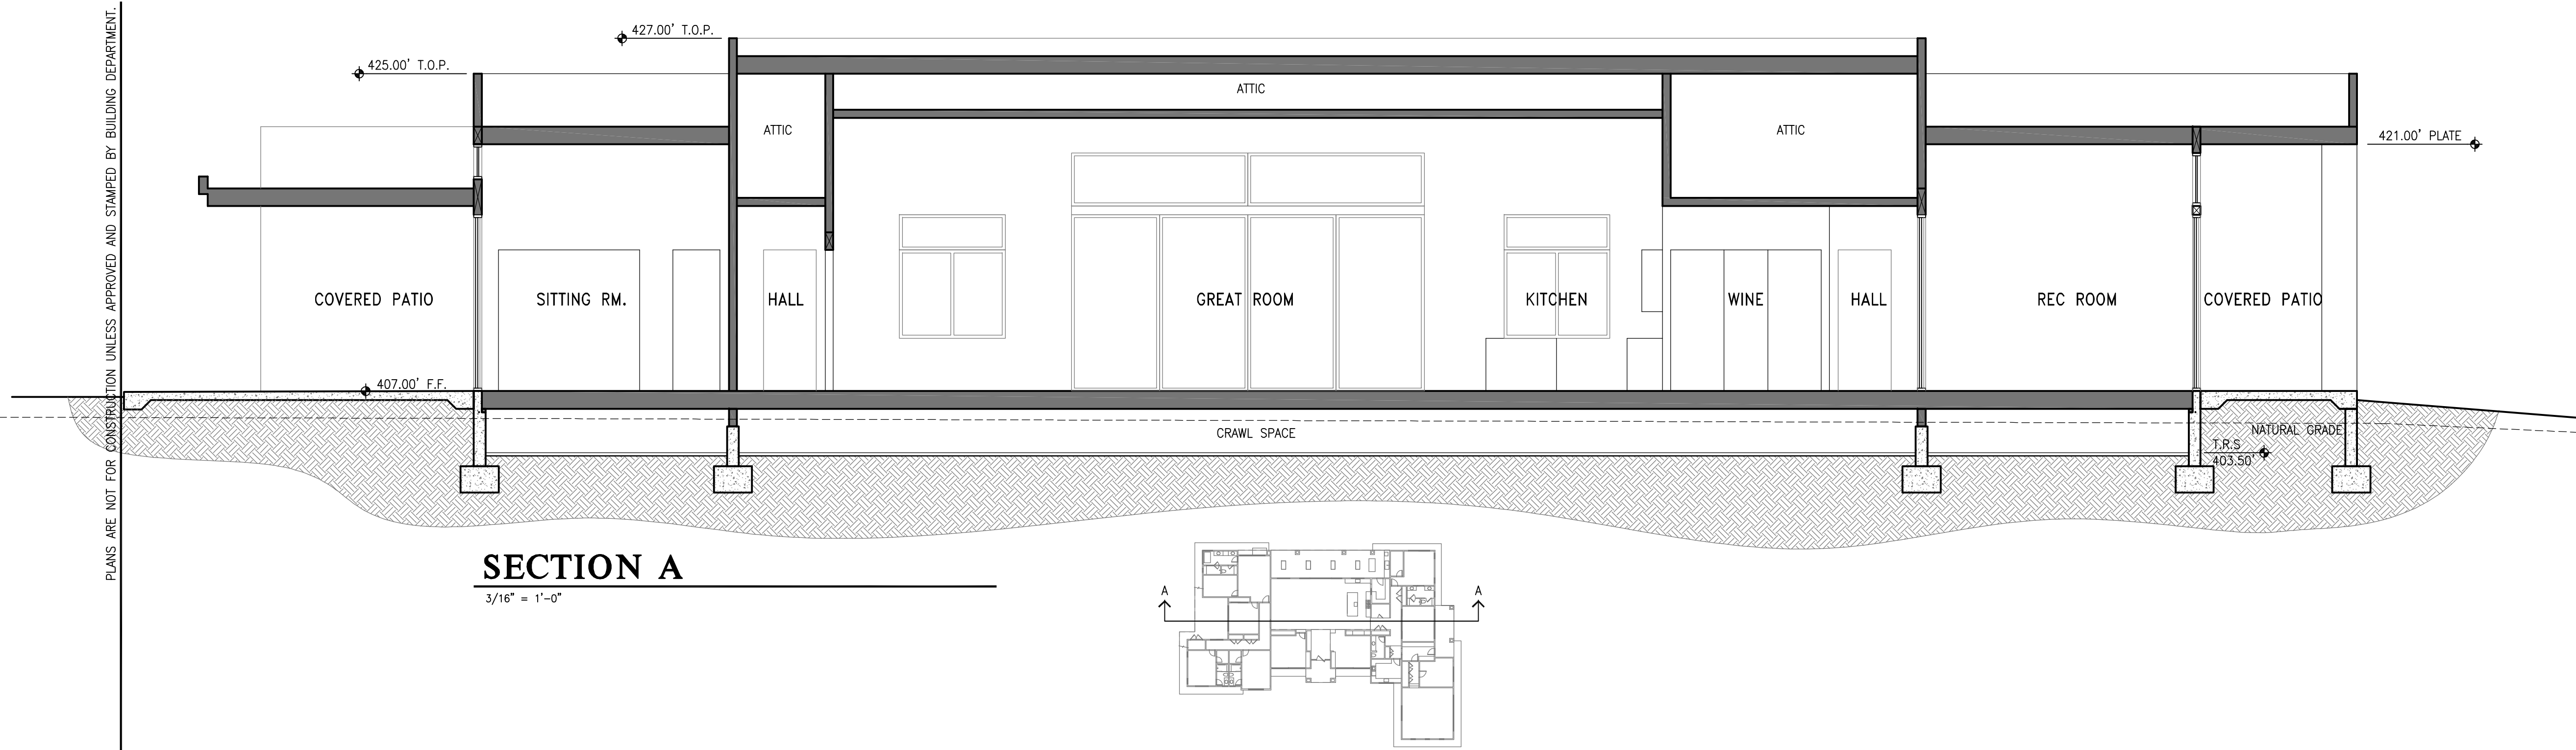 PLANS ARE NOT FOR CONSTRUCTION UNLESS APPROVED AND STAMPED BY BUILDING DEPARTMENT.
427.00' T.O.P.
425.00' T.O.P.
ATTIC
ATTIC
ATTIC
421.00' PLATE
COVERED PATIO
SITTING RM.
HALL
GREAT ROOM
KITCHEN
WINE
HALL
REC ROOM
COVERED PATIO
407.00' F.F.
CRAWL SPACE
NATURAL GRADE
T.R.S
403.50'
SECTION A
3/16" = 1'-0"
A
A